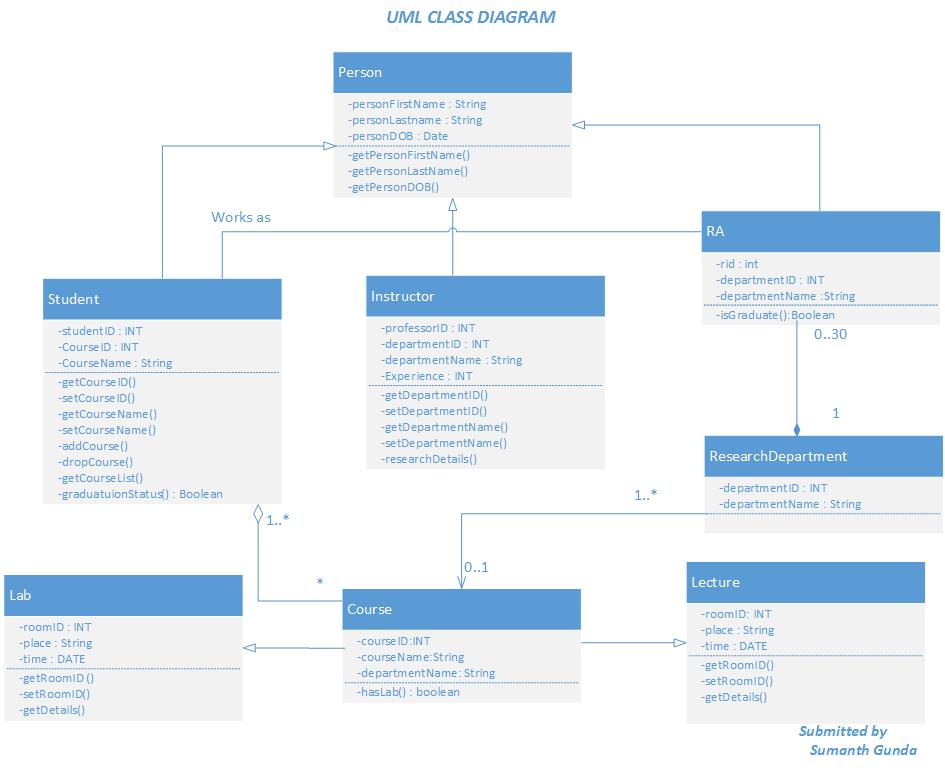 UML CLASS DIAGRAM
Person
-personFirstName : String
-personLastname : String
-personDOB : Date
-getPersonFirstName()
-getPersonLastName()
-getPersonDOB()
Works as
RA
-rid : int
-departmentID : INT
-departmentName :String
-isGraduate():Boolean
0..30
1
Student
-studentID : INT
-CourseID : INT
-CourseName : String
-getCourseID()
-setCourseID()
-getCourseName()
-setCourseName()
-addCourse()
-dropCourse()
-getCourseList()
-graduatuionStatus() : Boolean
Instructor
-professorID : INT
-departmentID : INT
-departmentName : String
-Experience : INT
-getDepartmentID()
-setDepartmentID()
-getDepartmentName()
-setDepartmentName()
-researchDetails()
ResearchDepartment
-departmentID : INT
-departmentName : String
1..*
1..*
0..1
*
Lab
-roomID : INT
-place : String
-time : DATE
-getRoomID()
-setRoomID()
-getDetails()
Course
-courseID:INT
-courseName:String
-departmentName: String
-hasLab() : boolean
Lecture
-roomID: INT
-place : String
-time : DATE
-getRoomID()
-setRoomID()
-getDetails()
Submitted by
Sumanth Gunda